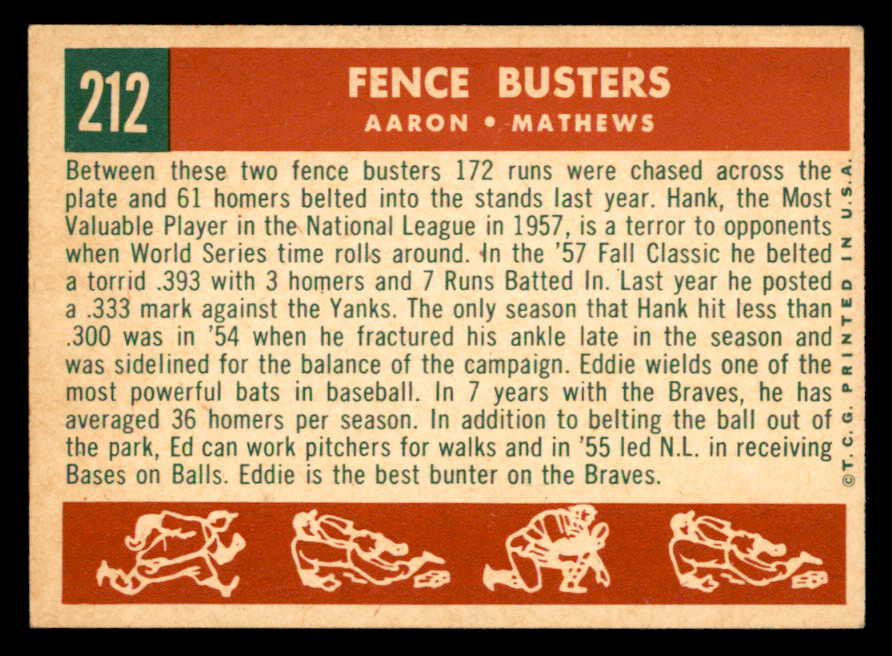 212
FENCE BUSTERS
AARON • MATHEWS
Between these two fence busters 172 runs were chased across the
plate and 61 homers belted into the stands last year. Hank, the Most
Valuable Player in the National League in 1957, is a terror to opponents
when World Series time rolls around. In the '57 Fall Classic he belted
a torrid .393 with 3 homers and 7 Runs Batted In. Last year he posted
a .333 mark against the Yanks. The only season that Hank hit less than
.300 was in '54 when he fractured his ankle late in the season and
was sidelined for the balance of the campaign. Eddie wields one of the
most powerful bats in baseball. In 7 years with the Braves, he has
averaged 36 homers per season. In addition to belting the ball out of
the park, Ed can work pitchers for walks and in '55 led N.L. in receiving
Bases on Balls. Eddie is the best bunter on the Braves.
©T.C.G. PRINTED IN U.S.A.